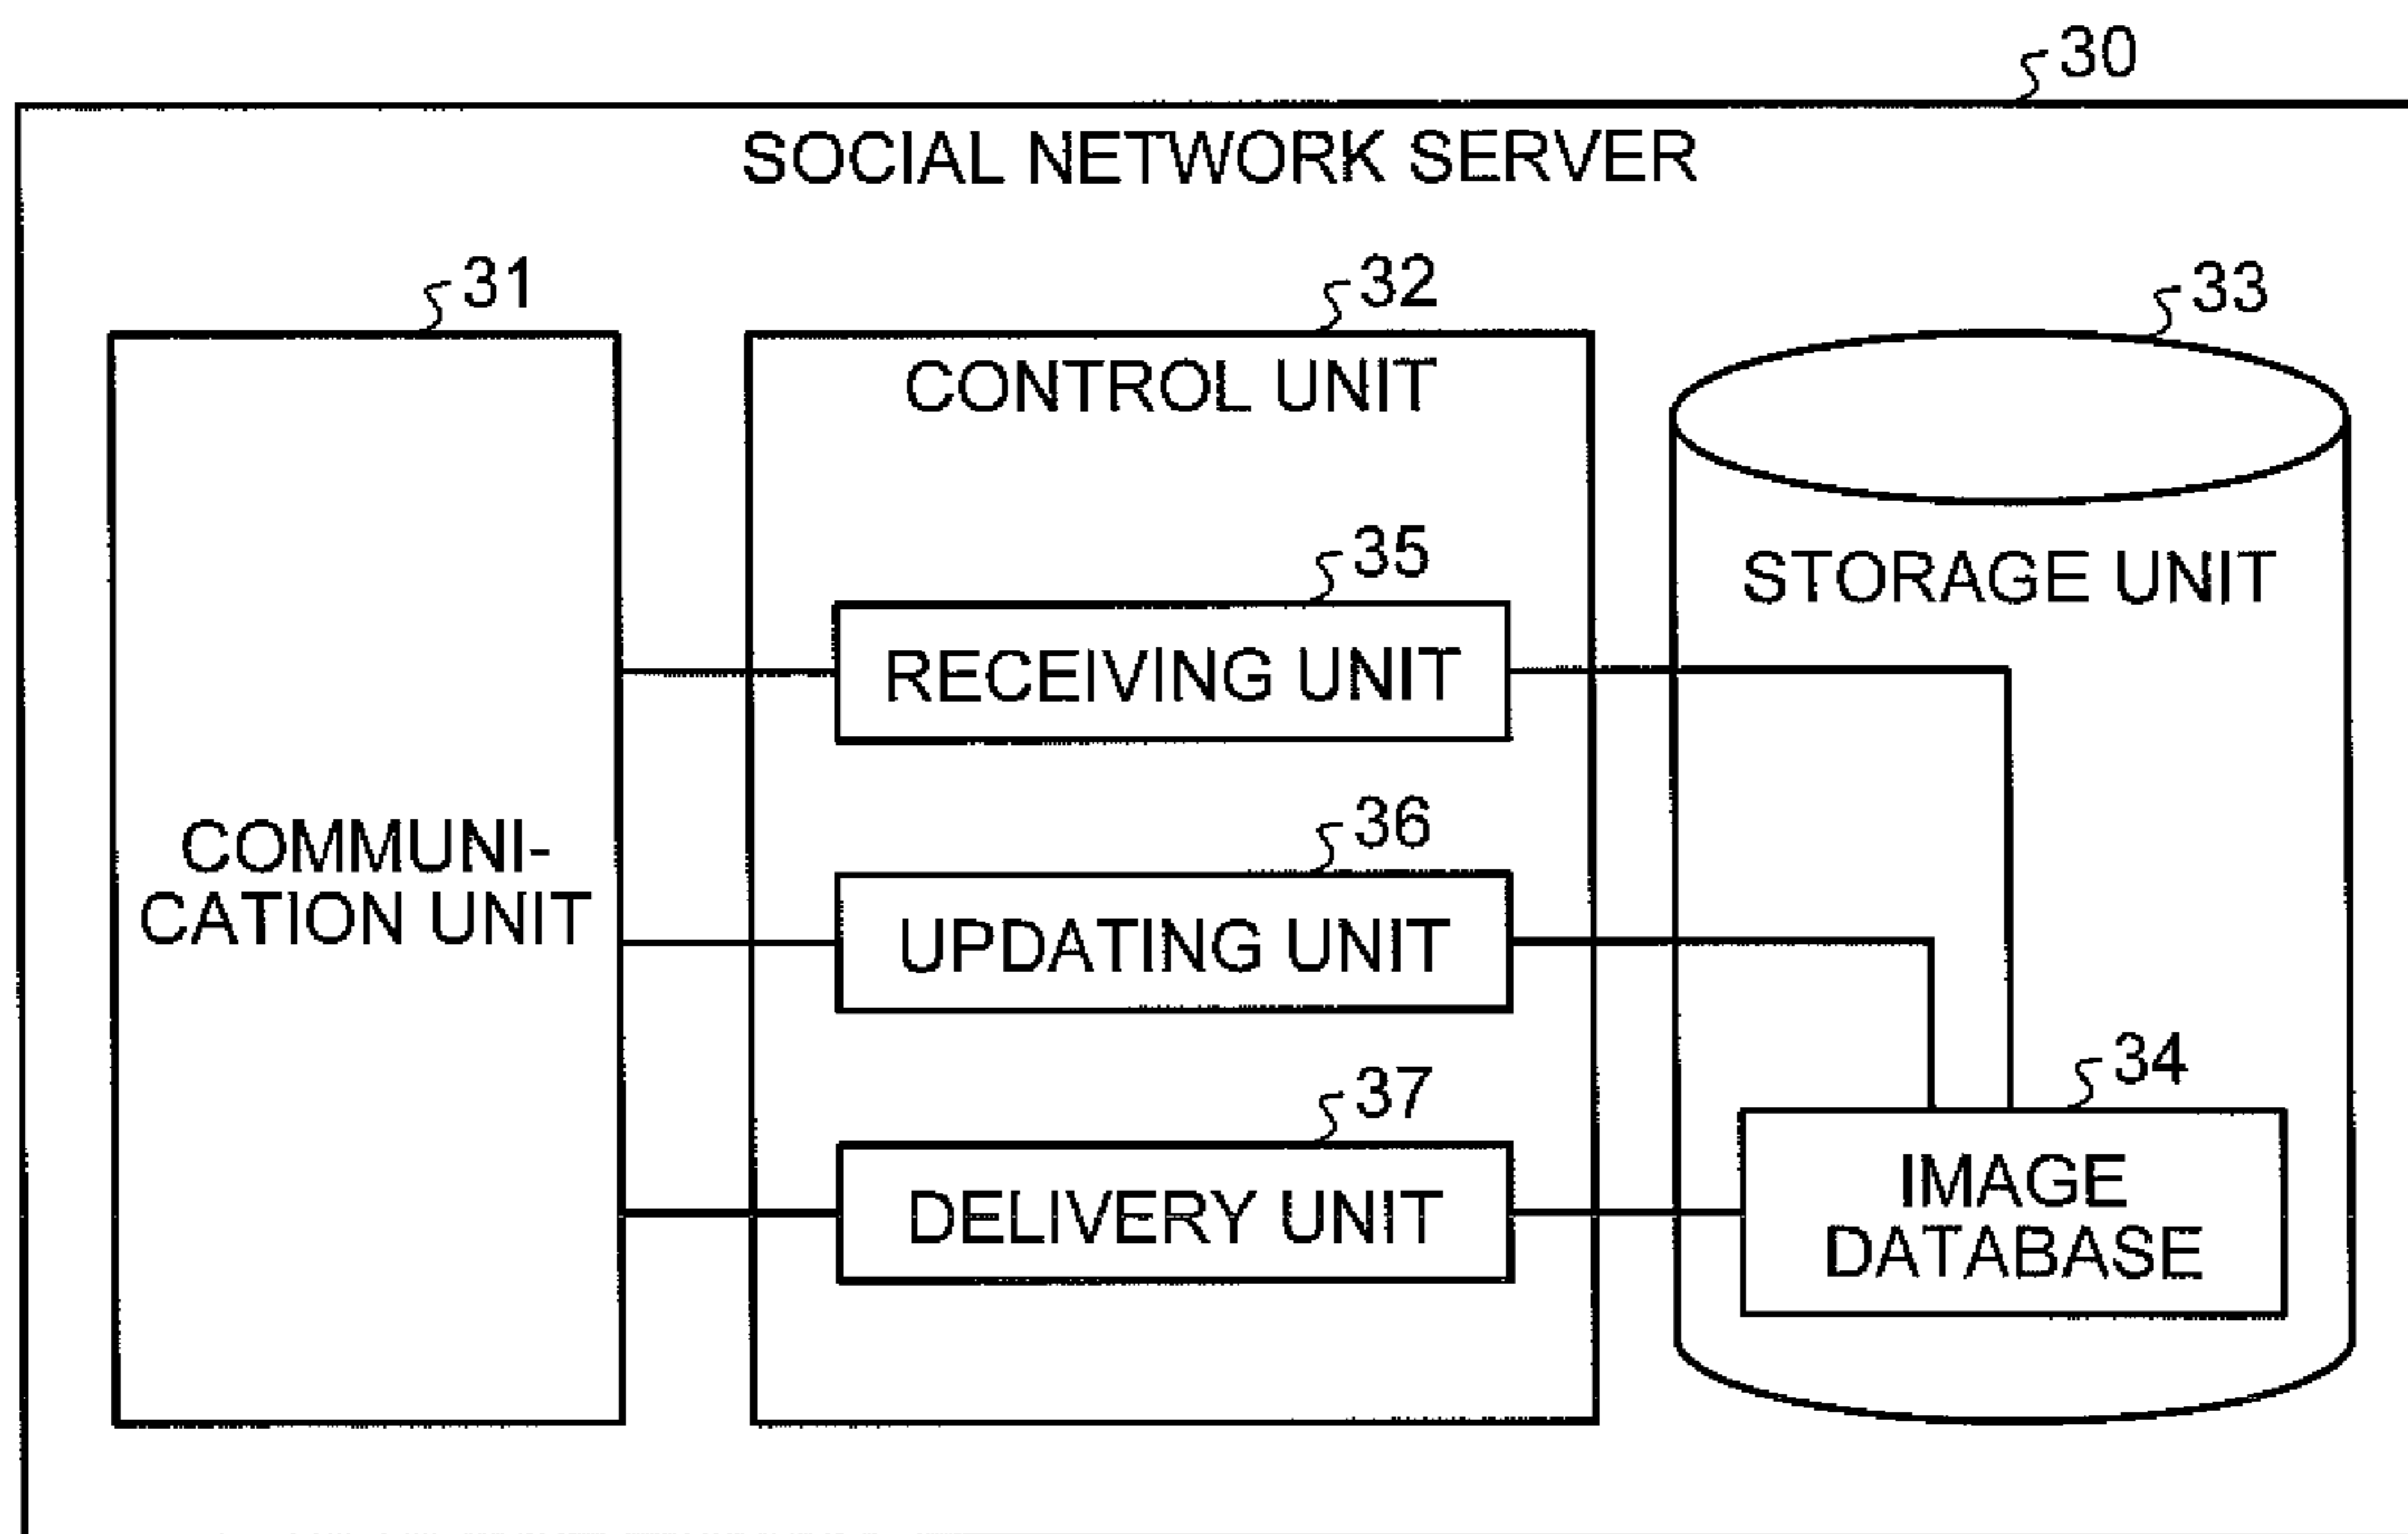 30
SOCIAL NETWORK SERVER
31
32
33
CONTROL UNIT
STORAGE UNIT
35
RECEIVING UNIT
COMMUNI-
CATION UNIT
36
UPDATING UNIT
34
37
DELIVERY UNIT
IMAGE
DATABASE